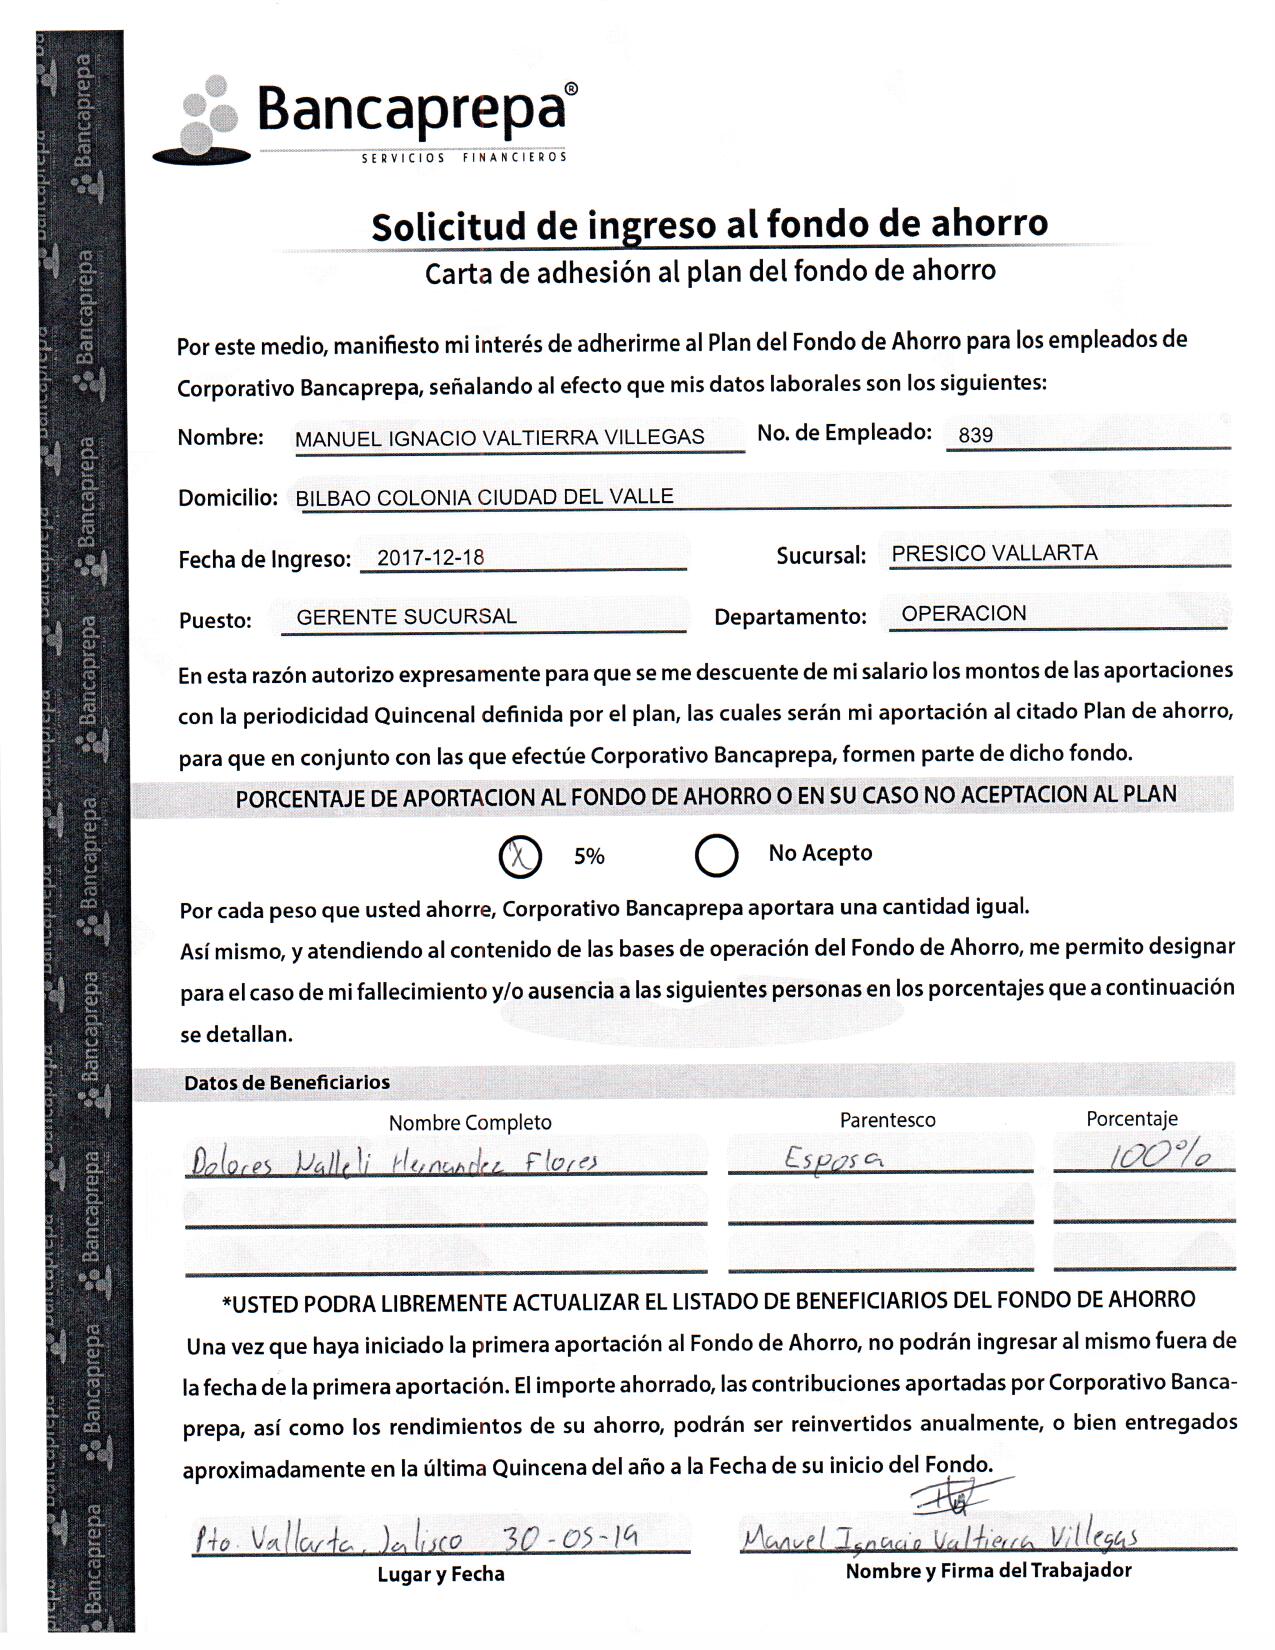 Bancaprepa®
SERVICIOS FINANCIEROS
Solicitud de ingreso al fondo de ahorro
Carta de adhesión al plan del fondo de ahorro
Por este medio, manifiesto mi interés de adherirme al Plan del Fondo de Ahorro para los empleados de
Corporativo Bancaprepa, señalando al efecto que mis datos laborales son los siguientes:
Nombre: MANUEL IGNACIO VALTIERRA VILLEGAS No. de Empleado: 839
Domicilio: BILBAO COLONIA CIUDAD DEL VALLE
Fecha de Ingreso: 2017-12-18 Sucursal: PRESICO VALLARTA
Puesto: GERENTE SUCURSAL Departamento: OPERACION
En esta razón autorizo expresamente para que se me descuente de mi salario los montos de las aportaciones
con la periodicidad Quincenal definida por el plan, las cuales serán mi aportación al citado Plan de ahorro,
para que en conjunto con las que efectúe Corporativo Bancaprepa, formen parte de dicho fondo.
PORCENTAJE DE APORTACION AL FONDO DE AHORRO O EN SU CASO NO ACEPTACION AL PLAN
X 5% No Acepto
Por cada peso que usted ahorre, Corporativo Bancaprepa aportara una cantidad igual.
Así mismo, y atendiendo al contenido de las bases de operación del Fondo de Ahorro, me permito designar
para el caso de mi fallecimiento y/o ausencia a las siguientes personas en los porcentajes que a continuación
se detallan.
Datos de Beneficiarios
Nombre Completo Parentesco Porcentaje
Dolores Nalleli Hernandez Flores Esposa 100%
*USTED PODRA LIBREMENTE ACTUALIZAR EL LISTADO DE BENEFICIARIOS DEL FONDO DE AHORRO
Una vez que haya iniciado la primera aportación al Fondo de Ahorro, no podrán ingresar al mismo fuera de
la fecha de la primera aportación. El importe ahorrado, las contribuciones aportadas por Corporativo Banca-
prepa, así como los rendimientos de su ahorro, podrán ser reinvertidos anualmente, o bien entregados
aproximadamente en la última Quincena del año a la Fecha de su inicio del Fondo.
Pto. Vallarta, Jalisco 30-05-19 Manuel Ignacio Valtierra Villegas
Lugar y Fecha Nombre y Firma del Trabajador